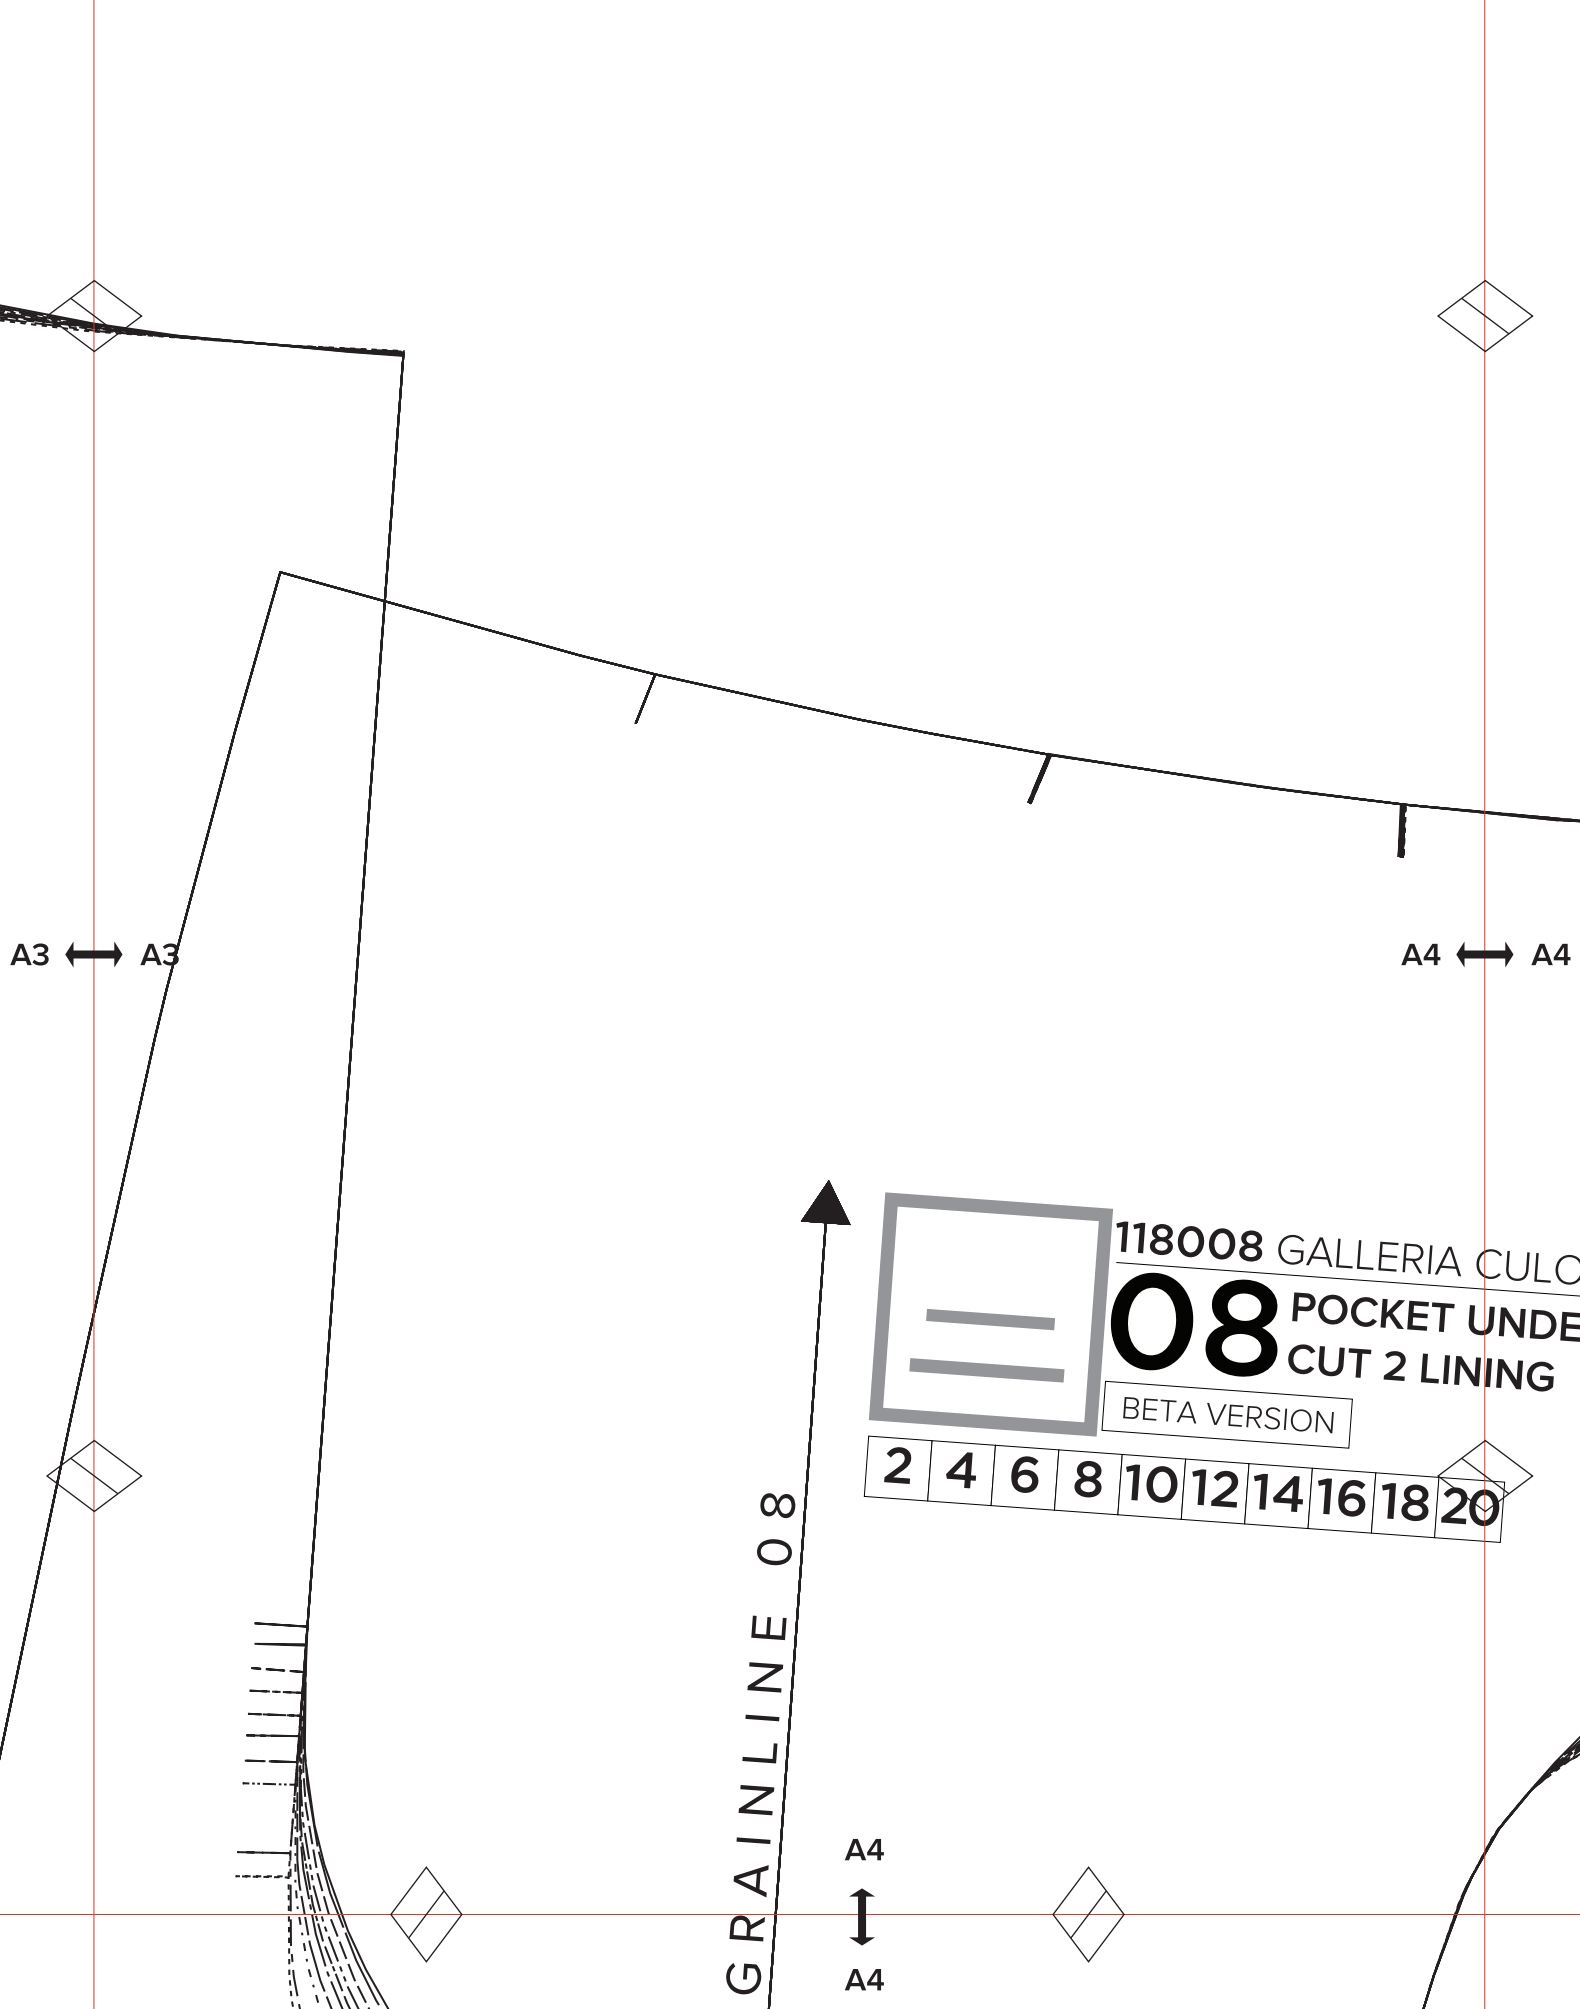 A3 A3
A4 A4
118008 GALLERIA CULO
08 POCKET UNDE
CUT 2 LINING
BETA VERSION
2 4 6 8 10 12 14 16 18 20
GRAINLINE 08
A4
A4